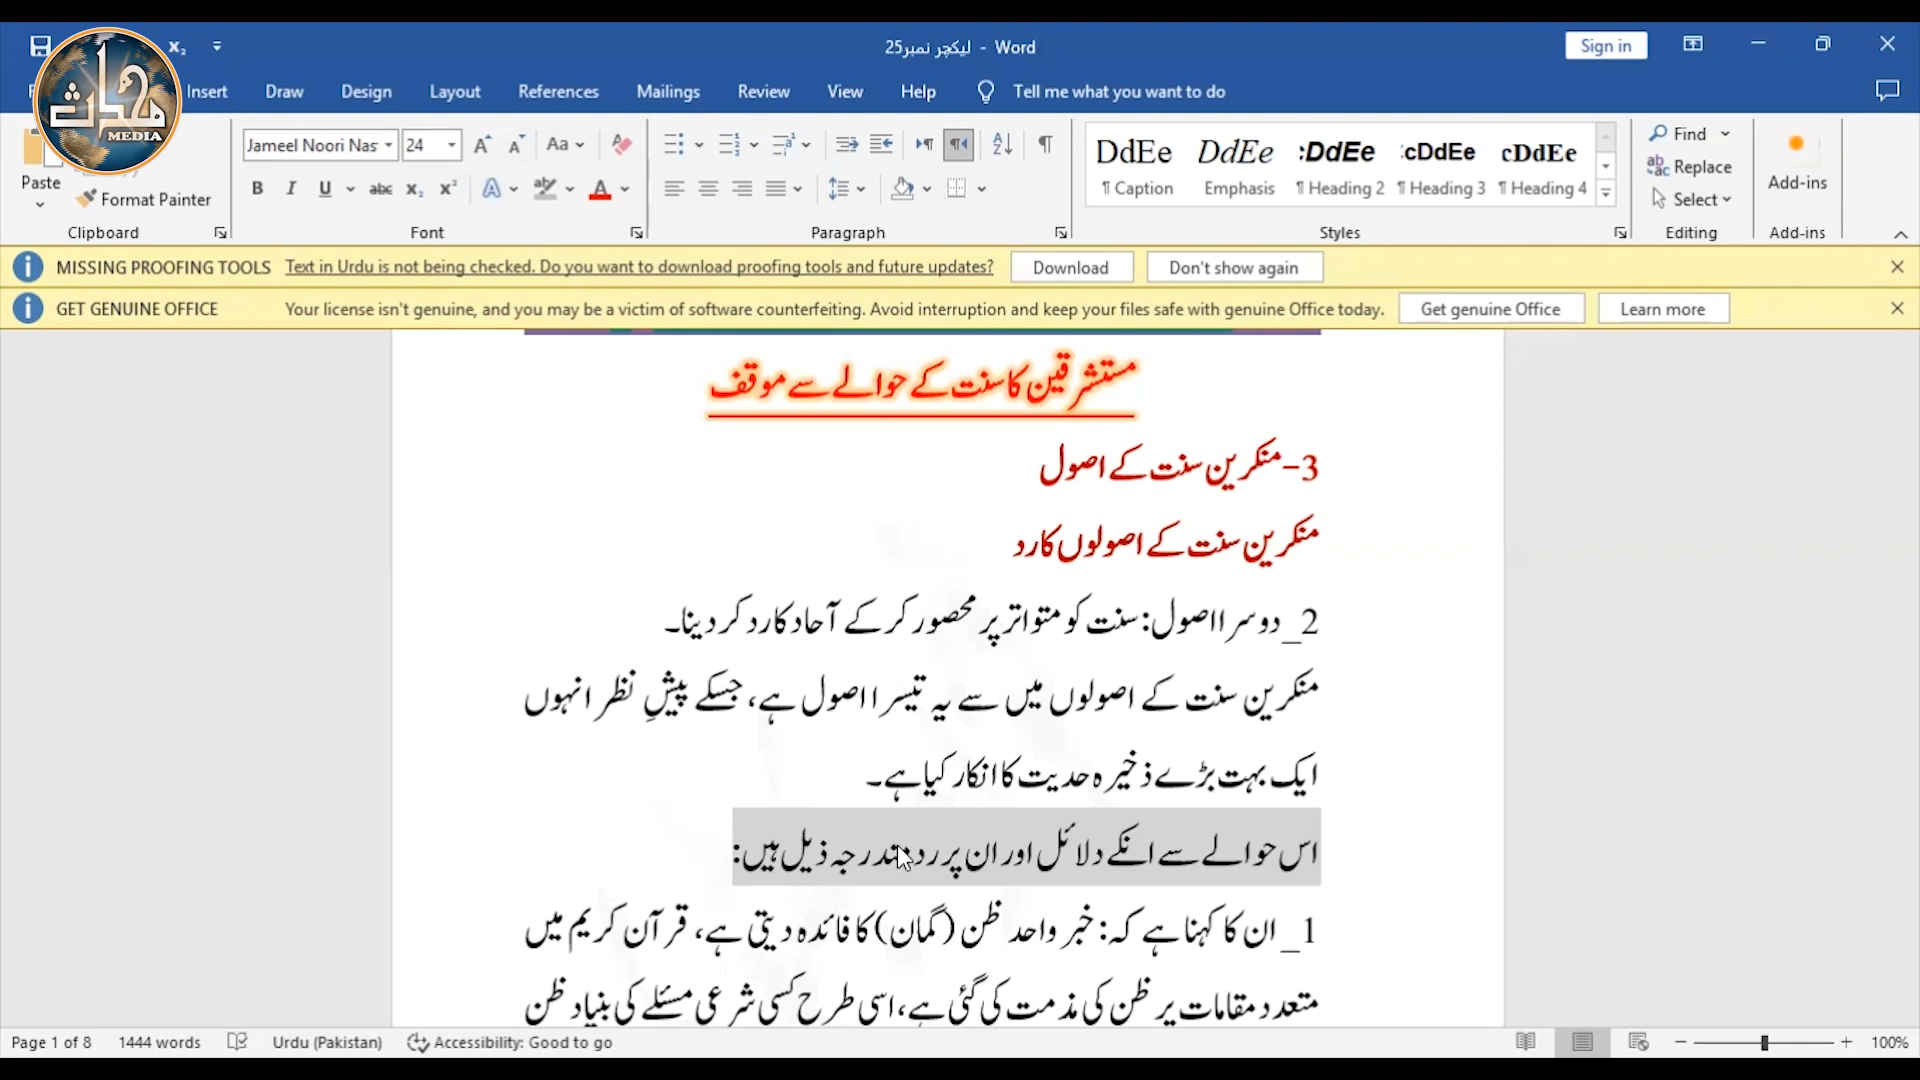 لیکچر نمبر25 - Word
Sign in
Insert Draw Design Layout References Mailings Review View Help Tell me what you want to do
محدث
MEDIA
Paste
Format Painter
Clipboard
Jameel Noori Nas 24
Font
Paragraph
DdEe DdEe :DdEe :cDdEe cDdEe
¶ Caption Emphasis ¶ Heading 2 ¶ Heading 3 ¶ Heading 4
Styles
Find
Replace
Select
Editing
Add-ins
Add-ins
MISSING PROOFING TOOLS Text in Urdu is not being checked. Do you want to download proofing tools and future updates? Download Don't show again
GET GENUINE OFFICE Your license isn't genuine, and you may be a victim of software counterfeiting. Avoid interruption and keep your files safe with genuine Office today. Get genuine Office Learn more
مستشرقین کا سنت کے حوالے سے موقف
3-منکرین سنت کے اصول
منکرین سنت کے اصولوں کا رد
2_دوسرا اصول: سنت کو متواتر پر محصور کر کے آحاد کا رد کر دینا۔
منکرین سنت کے اصولوں میں سے یہ تیسرا اصول ہے، جسکے پیشِ نظر انہوں
ایک بہت بڑے ذخیرہ حدیث کا انکار کیا ہے۔
اس حوالے سے انکے دلائل اور ان پر رد مندرجہ ذیل ہیں:
1_ ان کا کہنا ہے کہ: خبر واحد ظن (گمان) کا فائدہ دیتی ہے، قرآن کریم میں
متعدد مقامات پر ظن کی مذمت کی گئی ہے، اسی طرح کسی شرعی مسئلے کی بنیاد ظن
Page 1 of 8 1444 words Urdu (Pakistan) Accessibility: Good to go 100%